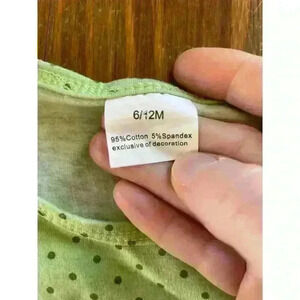 6/12M
95%Cotton 5%Spandex
exclusive of decoration